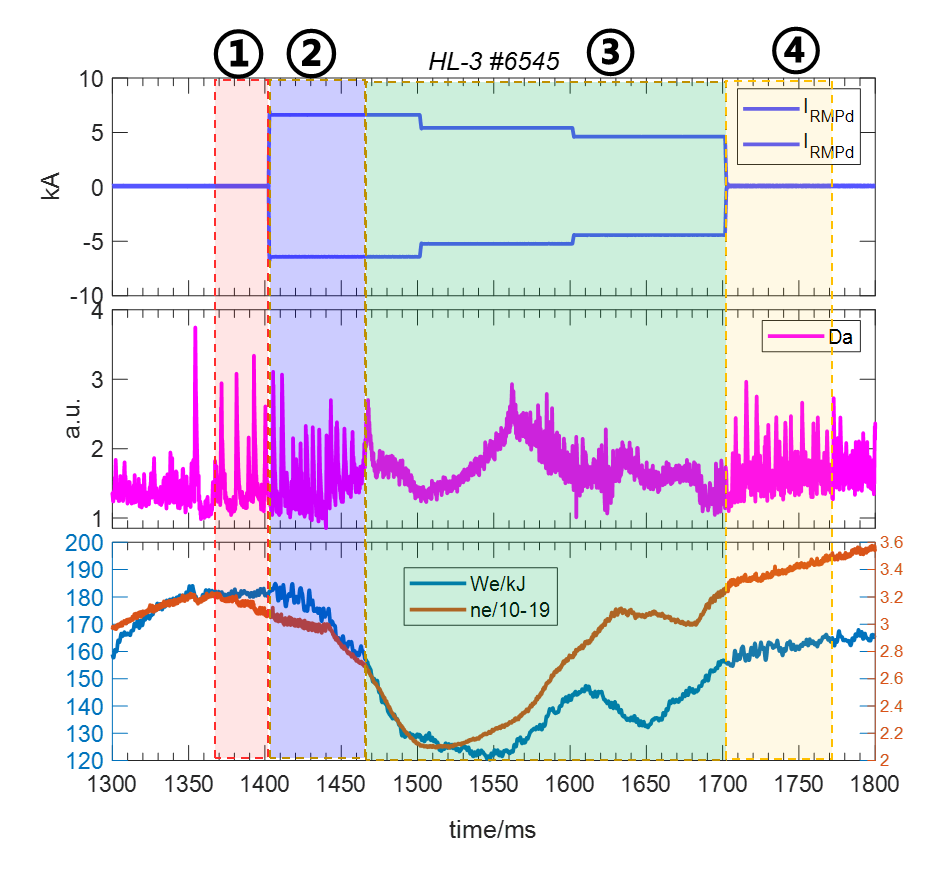 ① ② ③ ④
HL-3 #6545
10
5
0
-5
-10
kA
I_RMPd
I_RMPd
4
3
2
1
a.u.
Da
200
190
180
170
160
150
140
130
120
We/kJ
ne/10-19
3.6
3.4
3.2
3
2.8
2.6
2.4
2.2
2
1300 1350 1400 1450 1500 1550 1600 1650 1700 1750 1800
time/ms